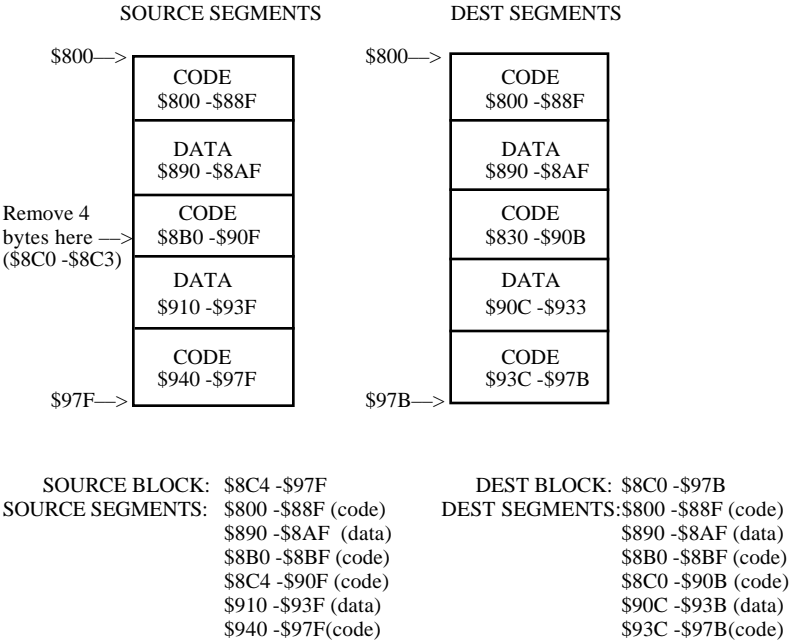 SOURCE SEGMENTS
DEST SEGMENTS
$800—>
CODE
$800 -$88F
DATA
$890 -$8AF
Remove 4
bytes here —>
($8C0 -$8C3)
CODE
$8B0 -$90F
DATA
$910 -$93F
CODE
$940 -$97F
$97F—>
$800—>
CODE
$800 -$88F
DATA
$890 -$8AF
CODE
$830 -$90B
DATA
$90C -$933
CODE
$93C -$97B
$97B—>
SOURCE BLOCK: $8C4 -$97F
SOURCE SEGMENTS: $800 -$88F (code)
$890 -$8AF (data)
$8B0 -$8BF (code)
$8C4 -$90F (code)
$910 -$93F (data)
$940 -$97F(code)
DEST BLOCK: $8C0 -$97B
DEST SEGMENTS:$800 -$88F (code)
$890 -$8AF (data)
$8B0 -$8BF (code)
$8C0 -$90B (code)
$90C -$93B (data)
$93C -$97B(code)